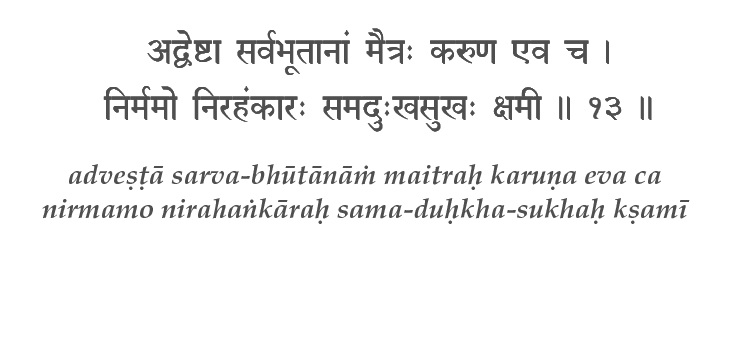 अद्वेष्टा सर्वभूतानां मैत्रः करुण एव च ।
निर्ममो निरहंकारः समदुःखसुखः क्षमी ॥ १३ ॥
adveṣṭā sarva-bhūtānāṁ maitraḥ karuṇa eva ca
nirmamo nirahaṅkāraḥ sama-duḥkha-sukhaḥ kṣamī